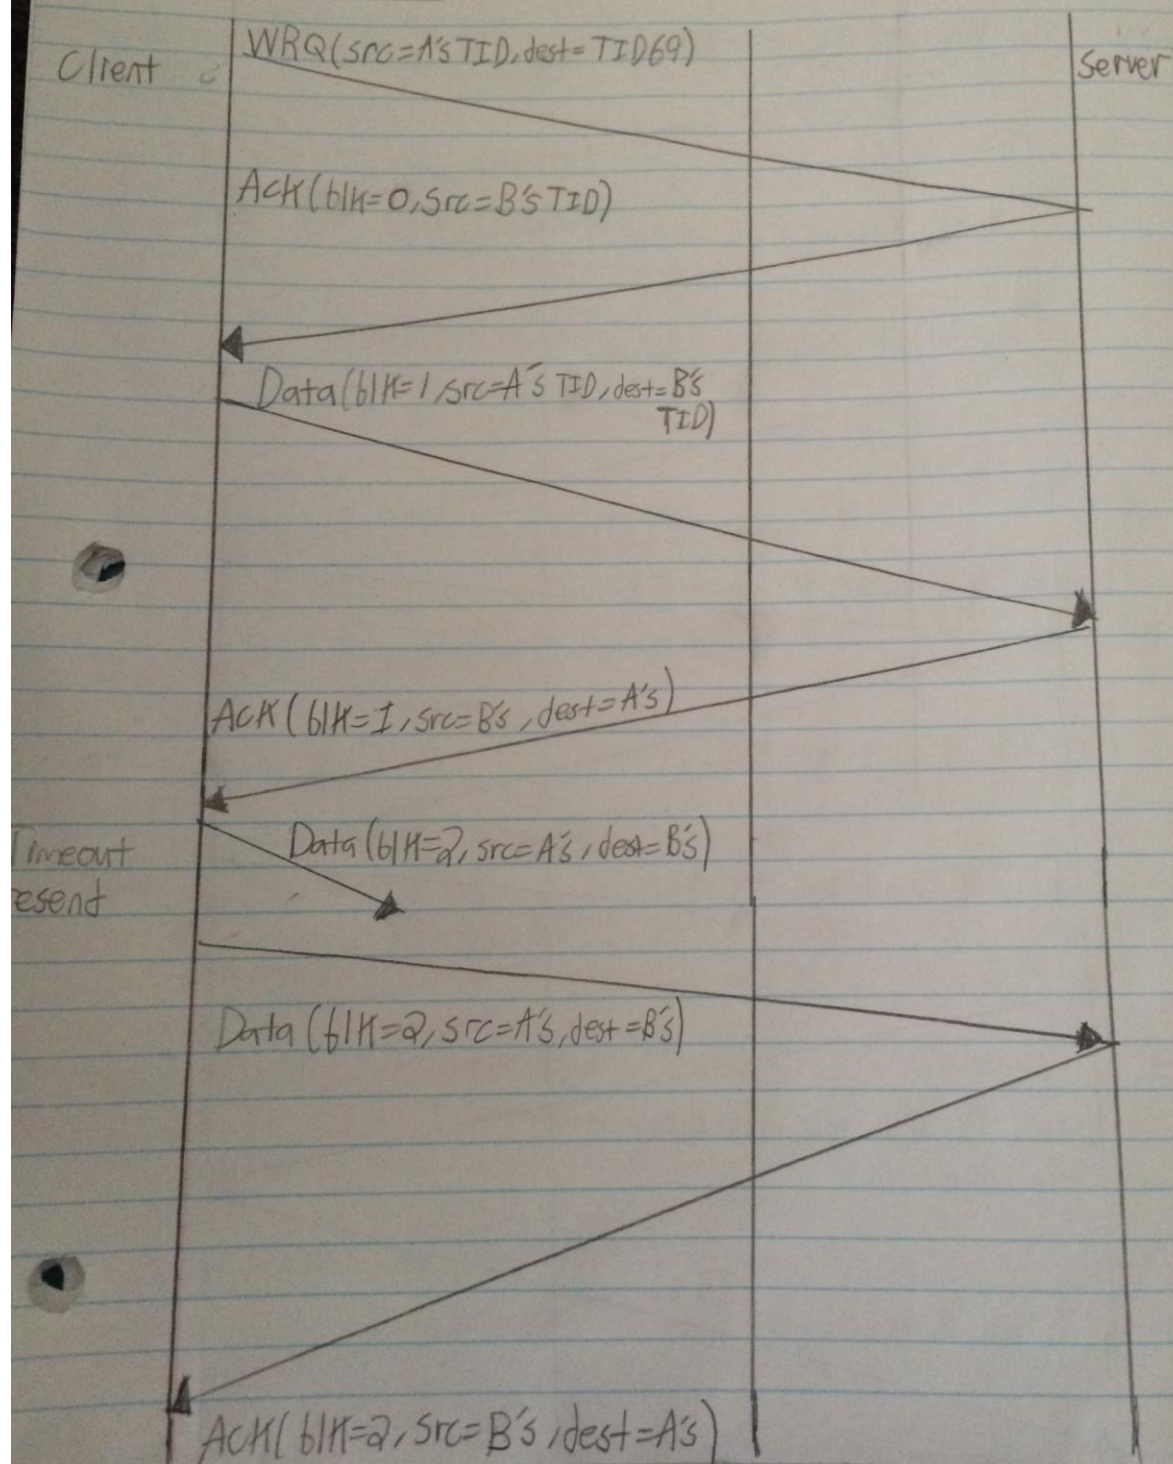 WRQ(src=A's TID, dest=TID69)
Client
Server
Ack(blk=0, src=B's TID)
Data(blk=1, src=A's TID, dest=B's
TID)
Ack(blk=1, src=B's, dest=A's)
Data(blk=2, src=A's, dest=B's)
Timeout
esend
Data(blk=2, src=A's, dest=B's)
Ack(blk=2, src=B's, dest=A's)